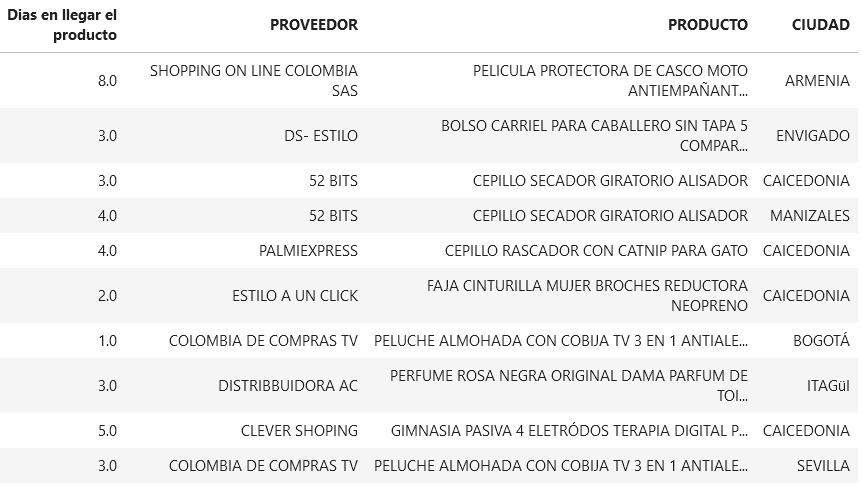 Dias en llegar el producto PROVEEDOR PRODUCTO CIUDAD
8.0 SHOPPING ON LINE COLOMBIA SAS PELICULA PROTECTORA DE CASCO MOTO ANTIEMPAÑANT... ARMENIA
3.0 DS- ESTILO BOLSO CARRIEL PARA CABALLERO SIN TAPA 5 COMPAR... ENVIGADO
3.0 52 BITS CEPILLO SECADOR GIRATORIO ALISADOR CAICEDONIA
4.0 52 BITS CEPILLO SECADOR GIRATORIO ALISADOR MANIZALES
4.0 PALMIEXPRESS CEPILLO RASCADOR CON CATNIP PARA GATO CAICEDONIA
2.0 ESTILO A UN CLICK FAJA CINTURILLA MUJER BROCHES REDUCTORA NEOPRENO CAICEDONIA
1.0 COLOMBIA DE COMPRAS TV PELUCHE ALMOHADA CON COBIJA TV 3 EN 1 ANTIALE... BOGOTÁ
3.0 DISTRIBBUIDORA AC PERFUME ROSA NEGRA ORIGINAL DAMA PARFUM DE TOI... ITAGüI
5.0 CLEVER SHOPING GIMNASIA PASIVA 4 ELETRÓDOS TERAPIA DIGITAL P... CAICEDONIA
3.0 COLOMBIA DE COMPRAS TV PELUCHE ALMOHADA CON COBIJA TV 3 EN 1 ANTIALE... SEVILLA